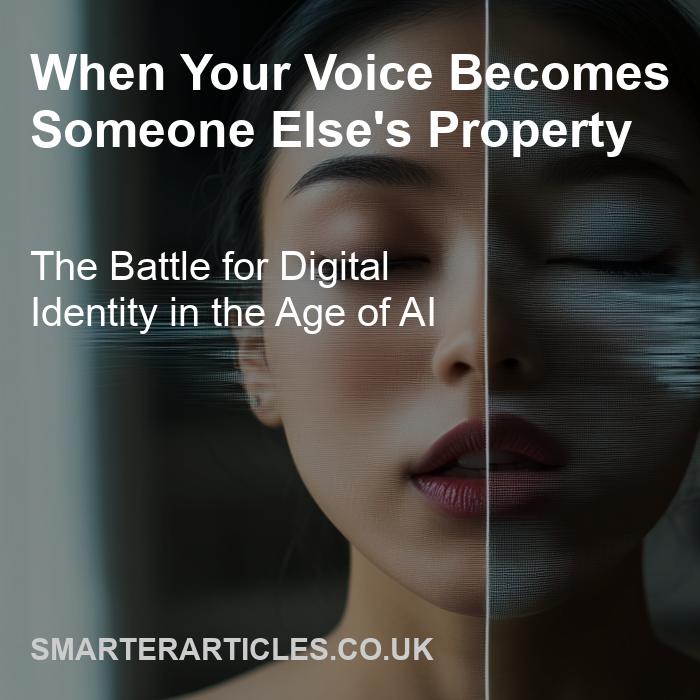 When Your Voice Becomes
Someone Else's Property
The Battle for Digital
Identity in the Age of AI
SMARTERARTICLES.CO.UK